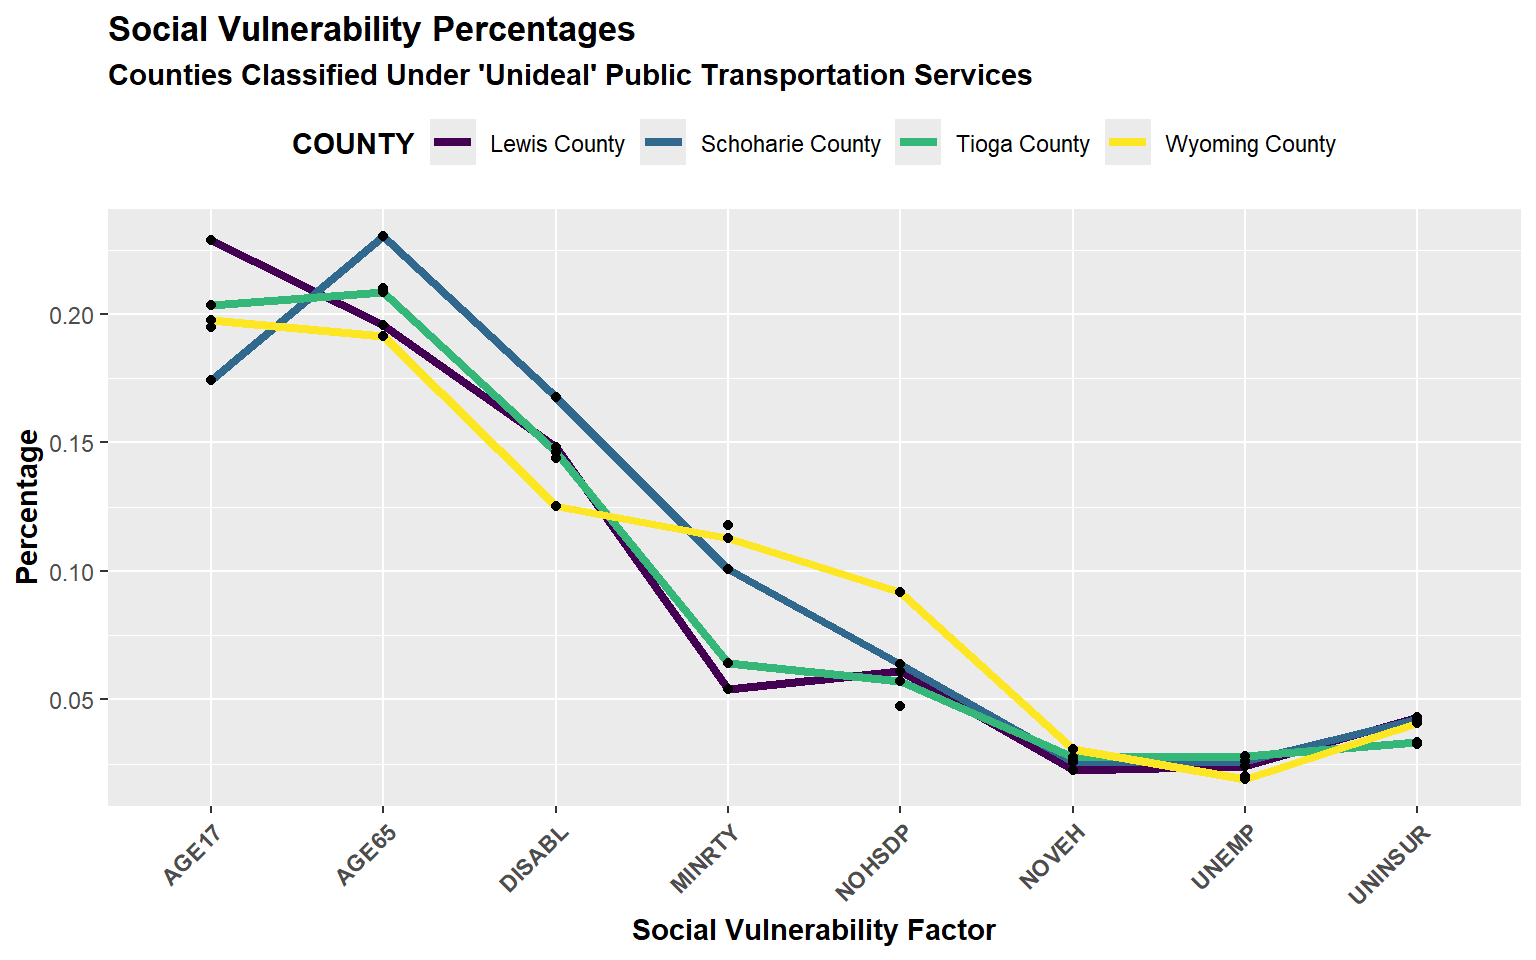 Social Vulnerability Percentages
Counties Classified Under 'Unideal' Public Transportation Services
COUNTY Lewis County Schoharie County Tioga County Wyoming County
Percentage
0.20
0.15
0.10
0.05
AGE17 AGE65 DISABL MINRTY NOHSDP NOVEH UNEMP UNINSUR
Social Vulnerability Factor